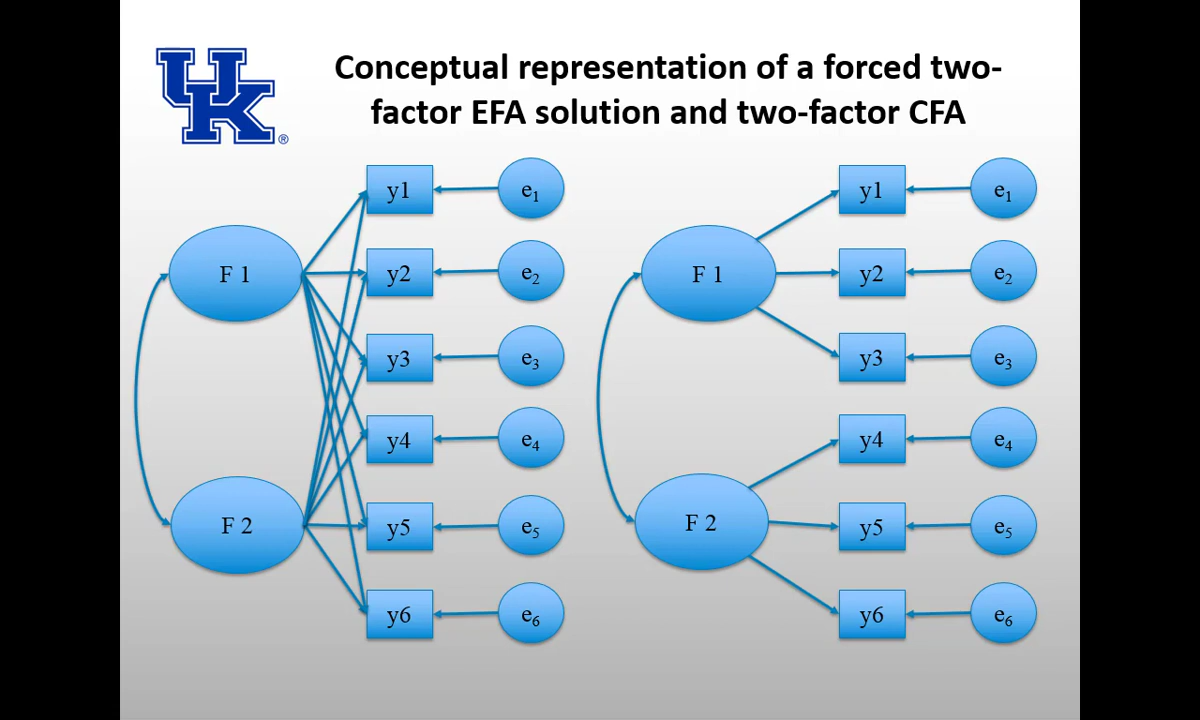 UK®
Conceptual representation of a forced two-
factor EFA solution and two-factor CFA
F 1
F 2
y1
y2
y3
y4
y5
y6
e1
e2
e3
e4
e5
e6
F 1
F 2
y1
y2
y3
y4
y5
y6
e1
e2
e3
e4
e5
e6